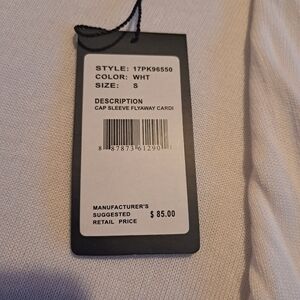 STYLE: 17PK96550
COLOR: WHT
SIZE: S
DESCRIPTION
CAP SLEEVE FLYAWAY CARDI
8 87873 61290 1
MANUFACTURER'S
SUGGESTED
RETAIL PRICE
$ 85.00